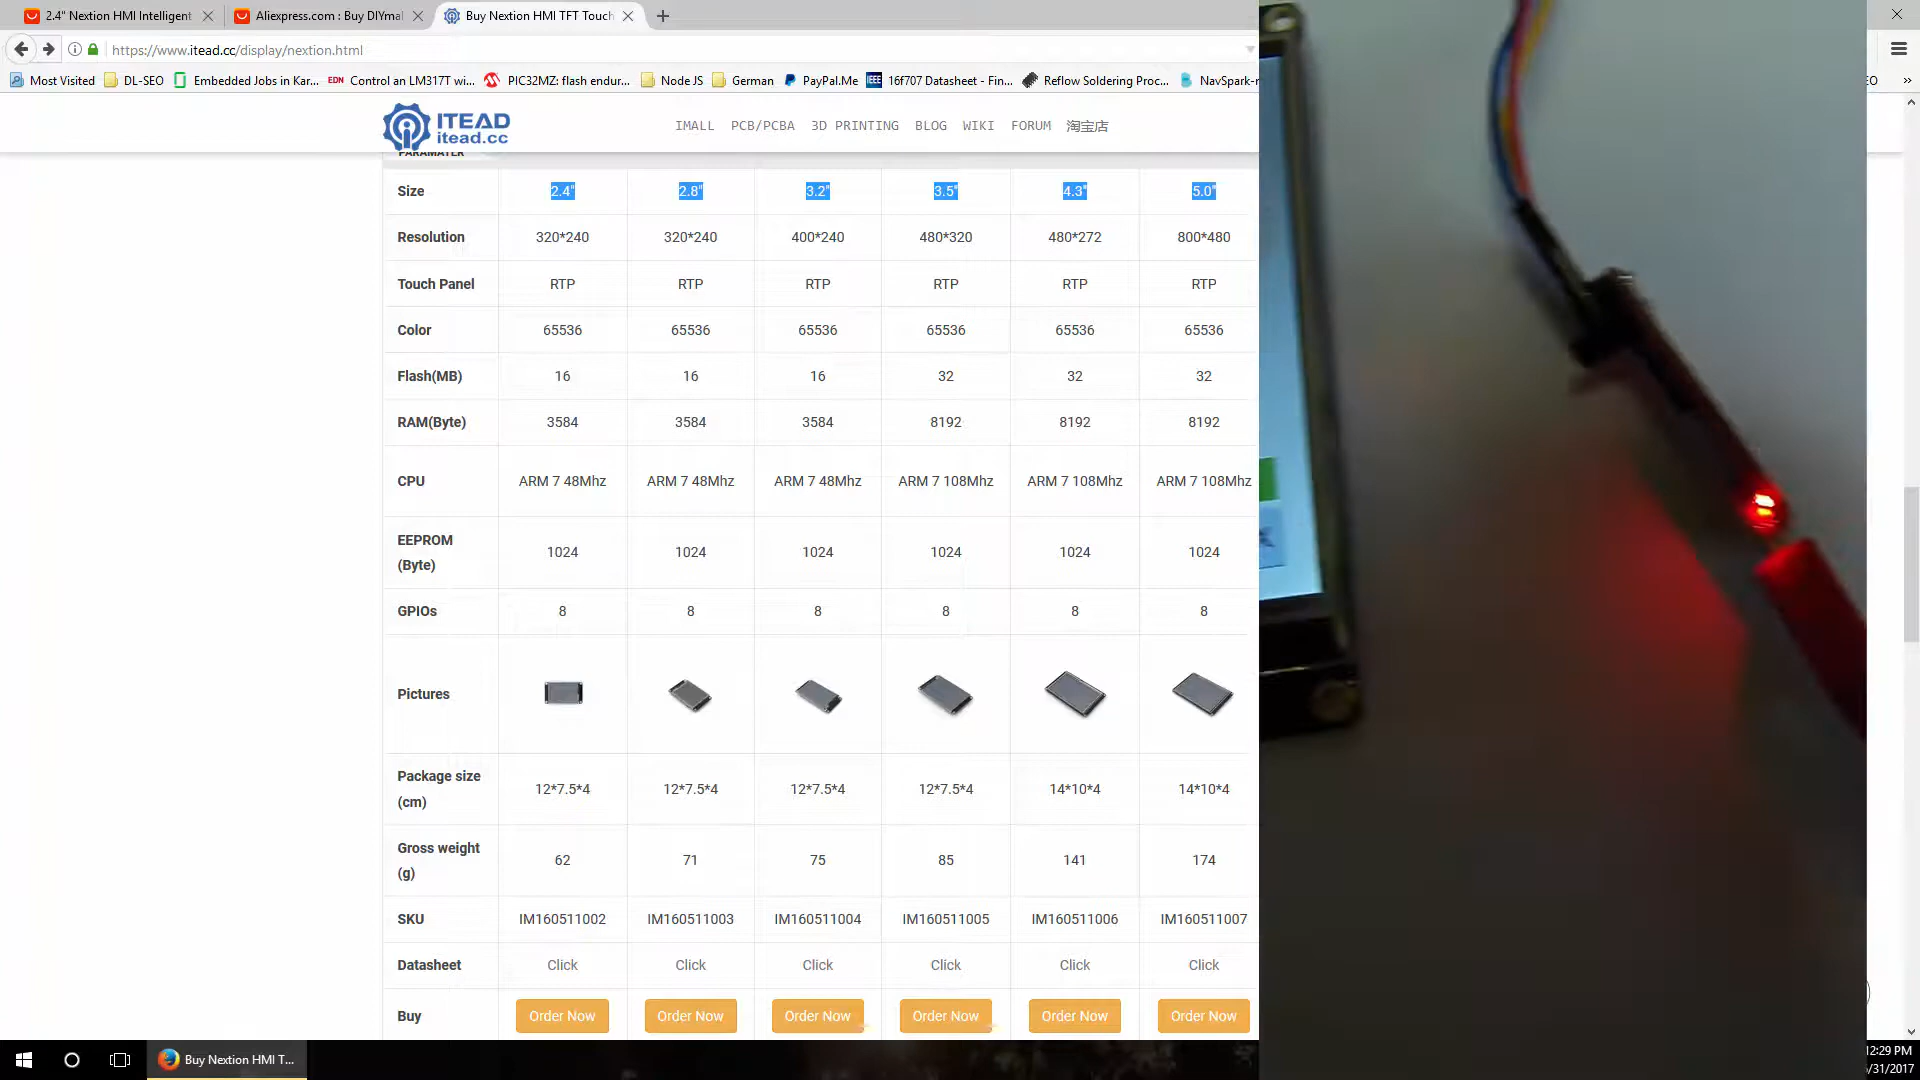 2.4" Nextion HMI Intelligent
Aliexpress.com : Buy DIYmal
Buy Nextion HMI TFT Touch
https://www.itead.cc/display/nextion.html
Most Visited DL-SEO Embedded Jobs in Kar... EDN Control an LM317T wi... PIC32MZ: flash endur... Node JS German PayPal.Me IEEE 16f707 Datasheet - Fin... Reflow Soldering Proc... NavSpark-r EO »
ITEAD
itead.cc
IMALL PCB/PCBA 3D PRINTING BLOG WIKI FORUM 淘宝店
PARAMATER
Size 2.4" 2.8" 3.2" 3.5" 4.3" 5.0"
Resolution 320*240 320*240 400*240 480*320 480*272 800*480
Touch Panel RTP RTP RTP RTP RTP RTP
Color 65536 65536 65536 65536 65536 65536
Flash(MB) 16 16 16 32 32 32
RAM(Byte) 3584 3584 3584 8192 8192 8192
CPU ARM 7 48Mhz ARM 7 48Mhz ARM 7 48Mhz ARM 7 108Mhz ARM 7 108Mhz ARM 7 108Mhz
EEPROM
(Byte) 1024 1024 1024 1024 1024 1024
GPIOs 8 8 8 8 8 8
Pictures
Package size
(cm) 12*7.5*4 12*7.5*4 12*7.5*4 12*7.5*4 14*10*4 14*10*4
Gross weight
(g) 62 71 75 85 141 174
SKU IM160511002 IM160511003 IM160511004 IM160511005 IM160511006 IM160511007
Datasheet Click Click Click Click Click Click
Buy Order Now Order Now Order Now Order Now Order Now Order Now
Buy Nextion HMI T...
12:29 PM
/31/2017